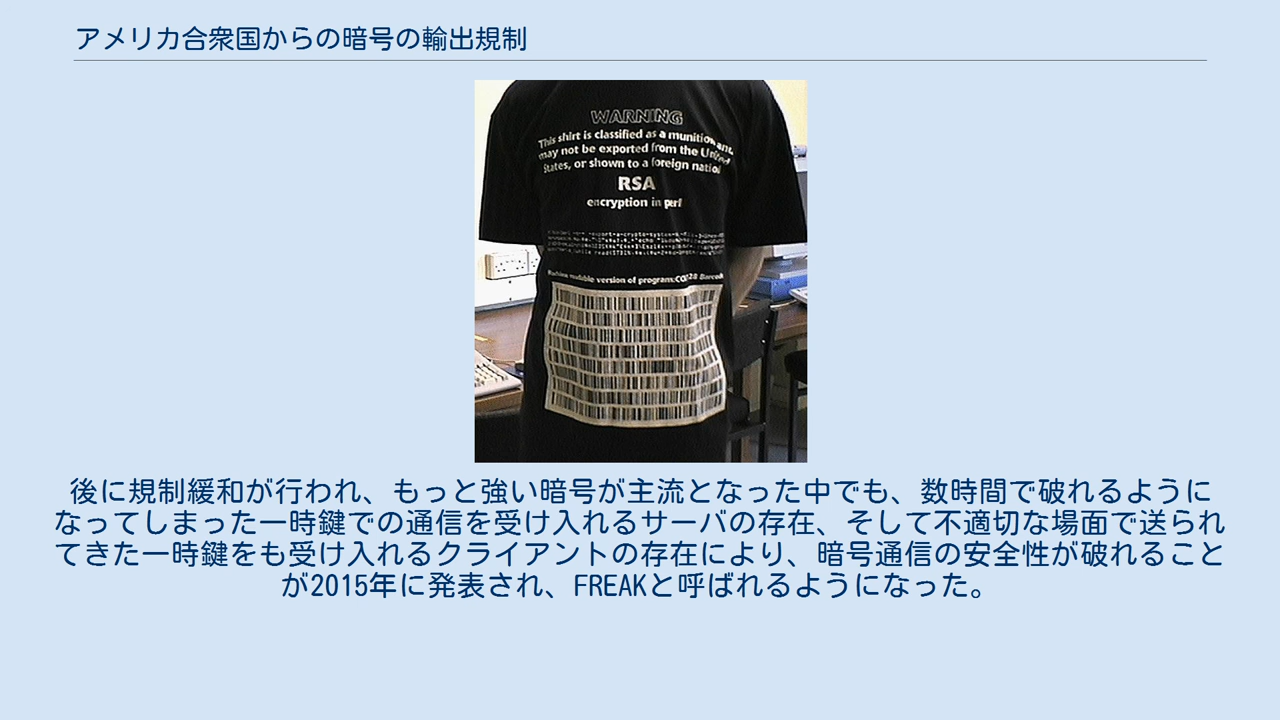 アメリカ合衆国からの暗号の輸出規制
WARNING
This shirt is classified as a munition and
may not be exported from the United
States, or shown to a foreign
RSA
encryption in perl
Machine readable version of program:
後に規制緩和が行われ、もっと強い暗号が主流となった中でも、数時間で破れるように
なってしまった一時鍵での通信を受け入れるサーバの存在、そして不適切な場面で送られ
てきた一時鍵をも受け入れるクライアントの存在により、暗号通信の安全性が破れること
が2015年に発表され、FREAKと呼ばれるようになった。